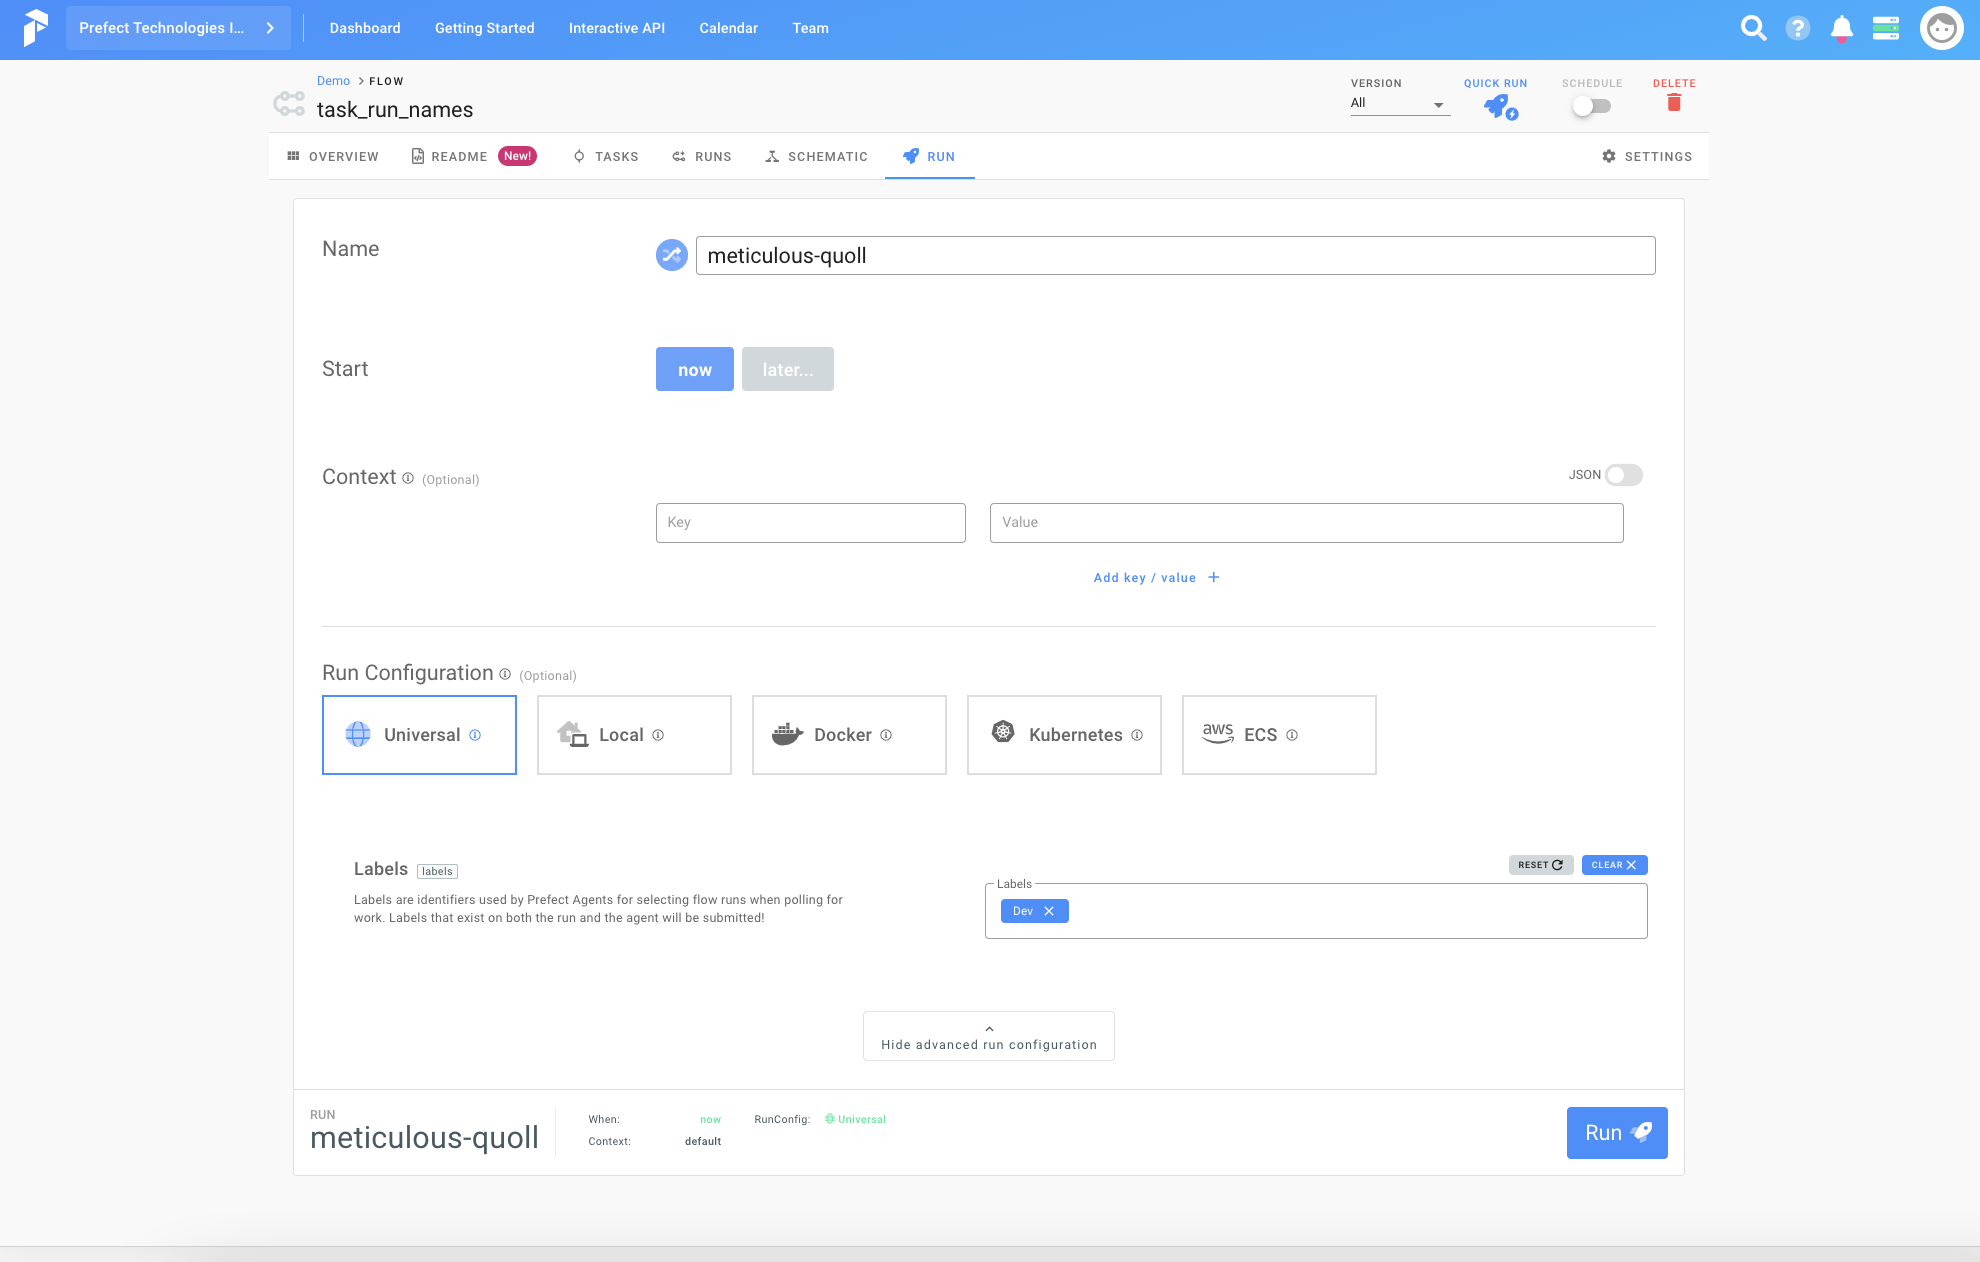 Prefect Technologies I...
Dashboard
Getting Started
Interactive API
Calendar
Team
?
Demo > FLOW
task_run_names
VERSION
All
QUICK RUN
SCHEDULE
DELETE
OVERVIEW
README New!
TASKS
RUNS
SCHEMATIC
RUN
SETTINGS
Name
meticulous-quoll
Start
now
later...
Context (Optional)
JSON
Key
Value
Add key / value +
Run Configuration (Optional)
Universal
Local
Docker
Kubernetes
aws ECS
Labels labels
RESET
CLEAR
Labels are identifiers used by Prefect Agents for selecting flow runs when polling for
work. Labels that exist on both the run and the agent will be submitted!
Labels
Dev
Hide advanced run configuration
RUN
meticulous-quoll
When: now
RunConfig: Universal
Context: default
Run